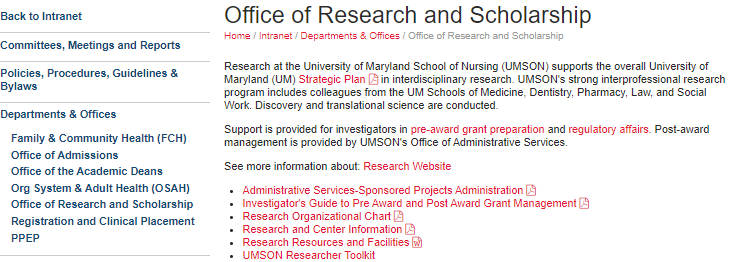 Back to Intranet
Committees, Meetings and Reports
Policies, Procedures, Guidelines &
Bylaws
Departments & Offices
Family & Community Health (FCH)
Office of Admissions
Office of the Academic Deans
Org System & Adult Health (OSAH)
Office of Research and Scholarship
Registration and Clinical Placement
PPEP
Office of Research and Scholarship
Home / Intranet / Departments & Offices / Office of Research and Scholarship
Research at the University of Maryland School of Nursing (UMSON) supports the overall University of
Maryland (UM) Strategic Plan in interdisciplinary research. UMSON's strong interprofessional research
program includes colleagues from the UM Schools of Medicine, Dentistry, Pharmacy, Law, and Social
Work. Discovery and translational science are conducted.
Support is provided for investigators in pre-award grant preparation and regulatory affairs. Post-award
management is provided by UMSON's Office of Administrative Services.
See more information about: Research Website
• Administrative Services-Sponsored Projects Administration
• Investigator's Guide to Pre Award and Post Award Grant Management
• Research Organizational Chart
• Research and Center Information
• Research Resources and Facilities
• UMSON Researcher Toolkit